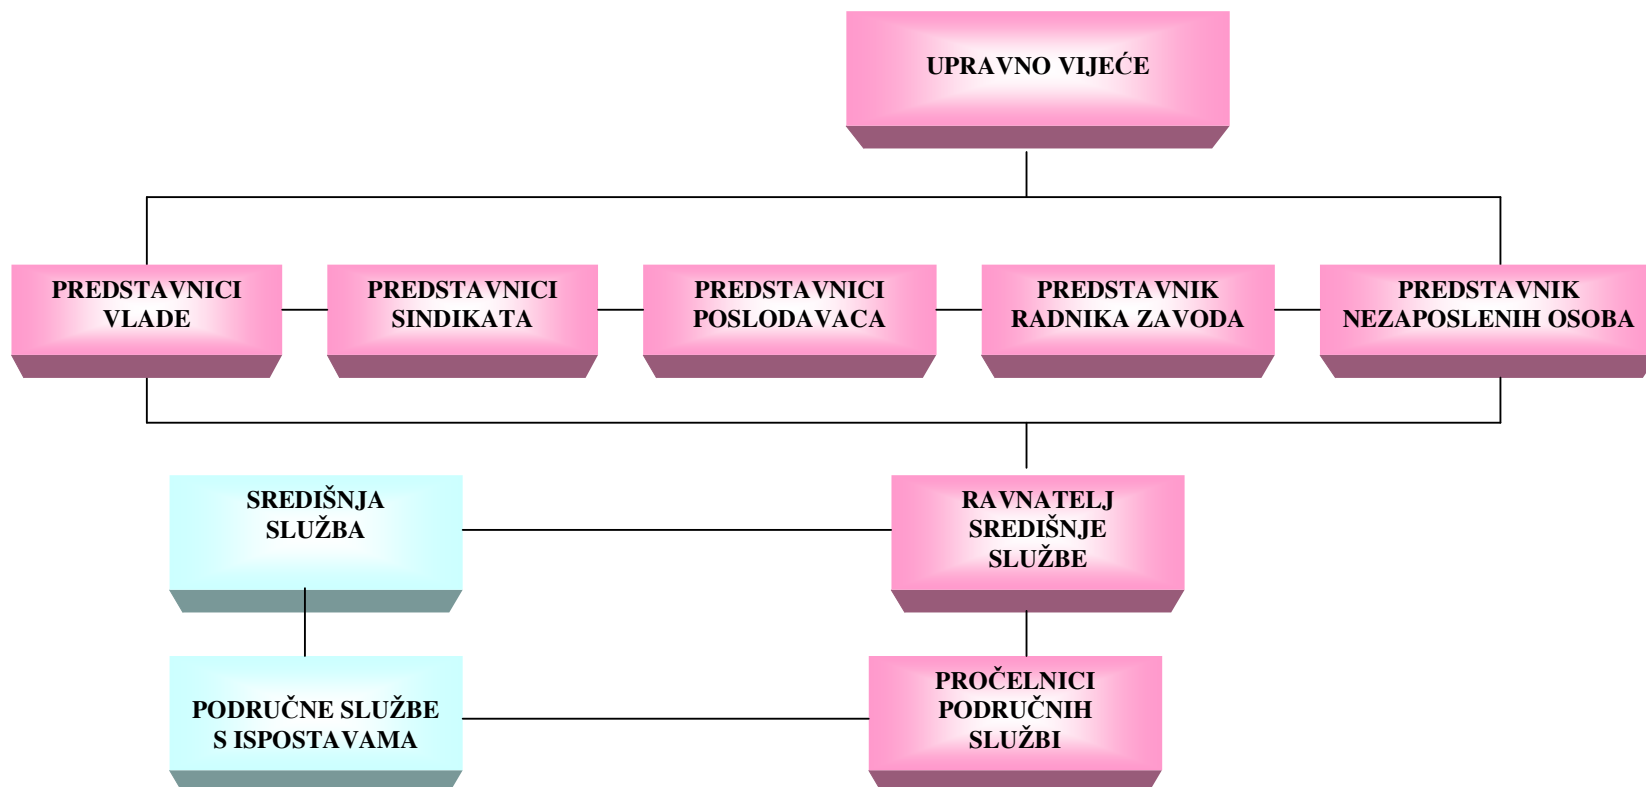 UPRAVNO VIJEĆE
PREDSTAVNICI
VLADE
PREDSTAVNICI
SINDIKATA
PREDSTAVNICI
POSLODAVACA
PREDSTAVNIK
RADNIKA ZAVODA
PREDSTAVNIK
NEZAPOSLENIH OSOBA
SREDIŠNJA
SLUŽBA
RAVNATELJ
SREDIŠNJE
SLUŽBE
PODRUČNE SLUŽBE
S ISPOSTAVAMA
PROČELNICI
PODRUČNIH
SLUŽBI